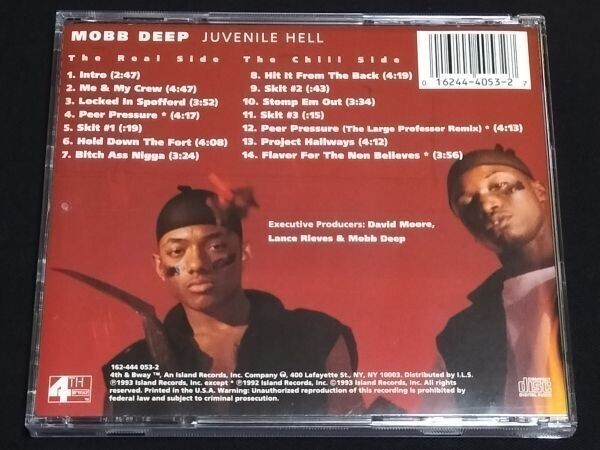 MOBB DEEP JUVENILE HELL
The Real Side
1. Intro (2:47)
2. Me & My Crew (4:47)
3. Locked In Spofford (3:52)
4. Peer Pressure * (4:17)
5. Skit #1 (:19)
6. Hold Down The Fort (4:08)
7. Bitch Ass Nigga (3:24)
The Chill Side
8. Hit It From The Back (4:19)
9. Skit #2 (:43)
10. Stomp Em Out (3:34)
11. Skit #3 (:15)
12. Peer Pressure (The Large Professor Remix) * (4:13)
13. Project Hallways (4:12)
14. Flavor For The Non Believes * (3:56)
0 16244-4053-2 7
Executive Producers: David Moore,
Lance Rieves & Mobb Deep
4TH
B'WAY
162-444 053-2
4th & Bway ™, An Island Records, Inc. Company, 400 Lafayette St., NY, NY, 10003. Distributed by I.L.S.
℗1993 Island Records, Inc. except * ℗1992 Island Records, Inc. ©1993 Island Records, Inc. All rights
reserved. Printed in the U.S.A. Warning: Unauthorized reproduction of this recording is prohibited by
federal law and subject to criminal prosecution.
COMPACT
disc
DIGITAL AUDIO